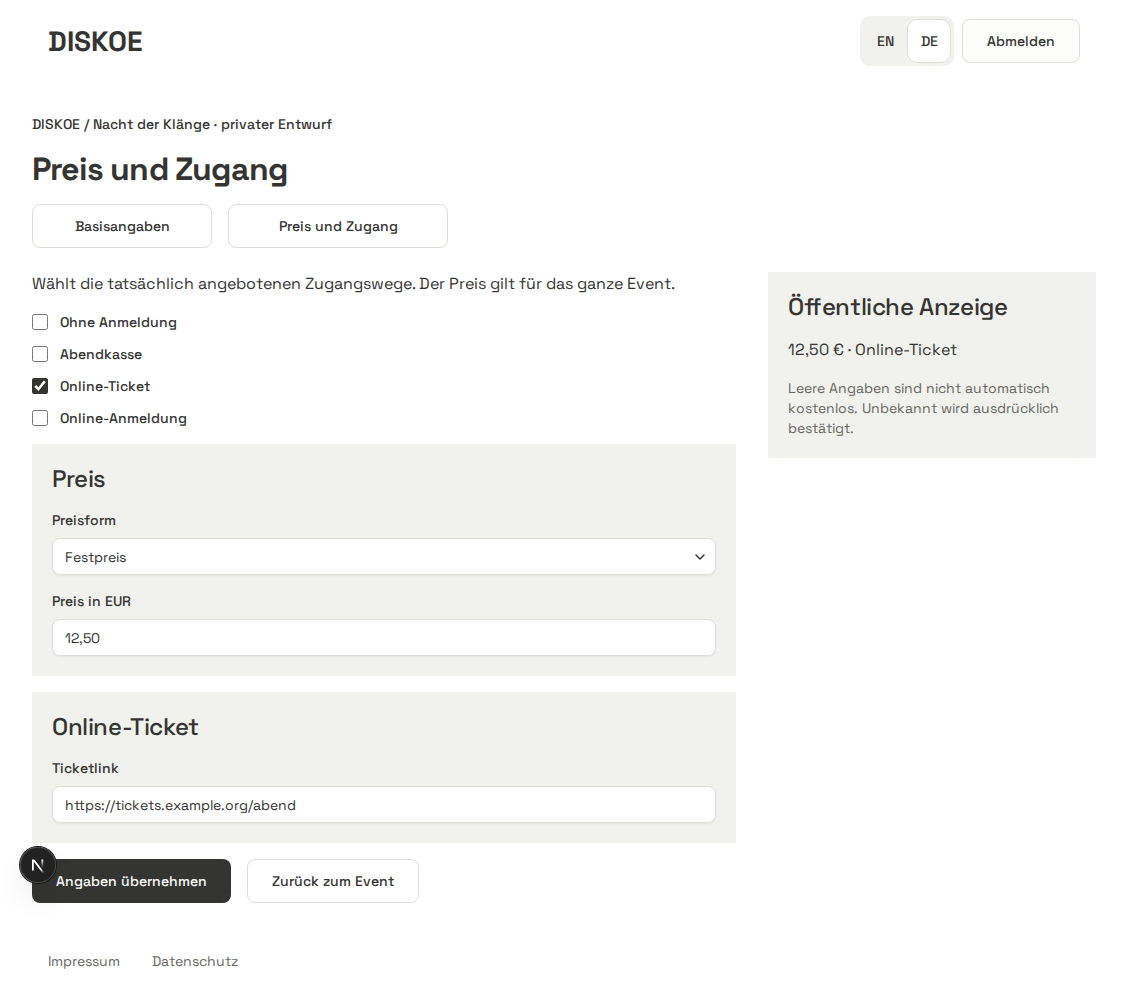 DISKOE
EN DE Abmelden
DISKOE / Nacht der Klänge · privater Entwurf
Preis und Zugang
Basisangaben Preis und Zugang
Wählt die tatsächlich angebotenen Zugangswege. Der Preis gilt für das ganze Event.
Ohne Anmeldung
Abendkasse
Online-Ticket
Online-Anmeldung
Preis
Preisform
Festpreis
Preis in EUR
12,50
Online-Ticket
Ticketlink
https://tickets.example.org/abend
N
Angaben übernehmen Zurück zum Event
Öffentliche Anzeige
12,50 € · Online-Ticket
Leere Angaben sind nicht automatisch
kostenlos. Unbekannt wird ausdrücklich
bestätigt.
Impressum Datenschutz